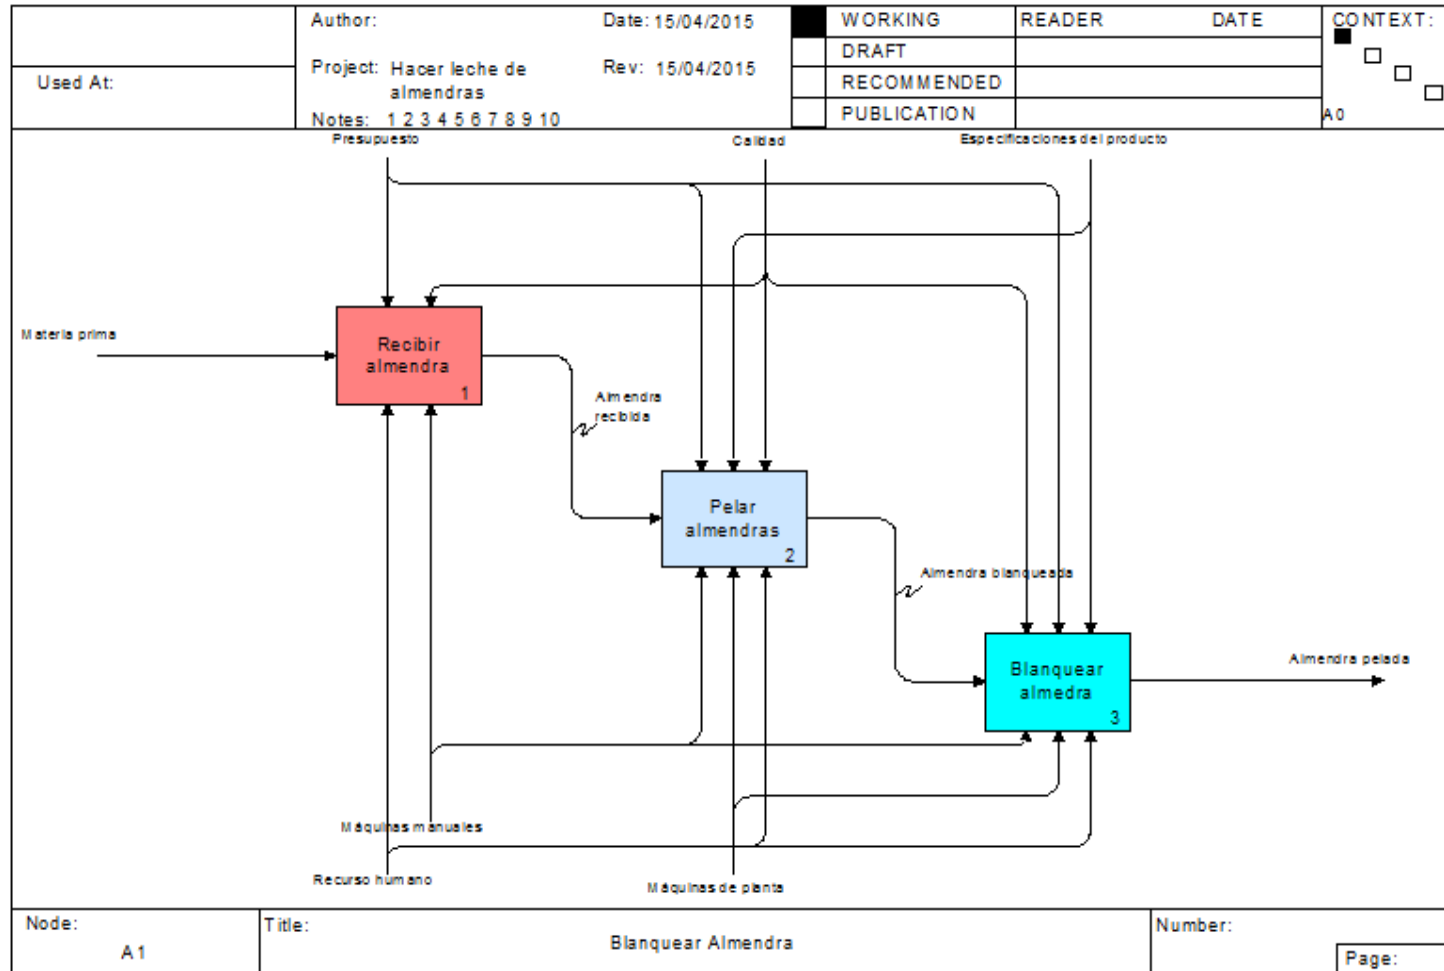 Used At:
Author:
Date: 15/04/2015
Project: Hacer leche de
almendras
Rev: 15/04/2015
Notes: 1 2 3 4 5 6 7 8 9 10
WORKING
DRAFT
RECOMMENDED
PUBLICATION
READER DATE
CONTEXT:
A0
Presupuesto
Calidad
Especificaciones del producto
Materia prima
Recibir
almendra
1
Almendra
recibida
Pelar
almendras
2
Almendra blanqueada
Blanquear
almedra
3
Almendra pelada
Máquinas manuales
Recurso humano
Máquinas de planta
Node:
A1
Title:
Blanquear Almendra
Number:
Page: